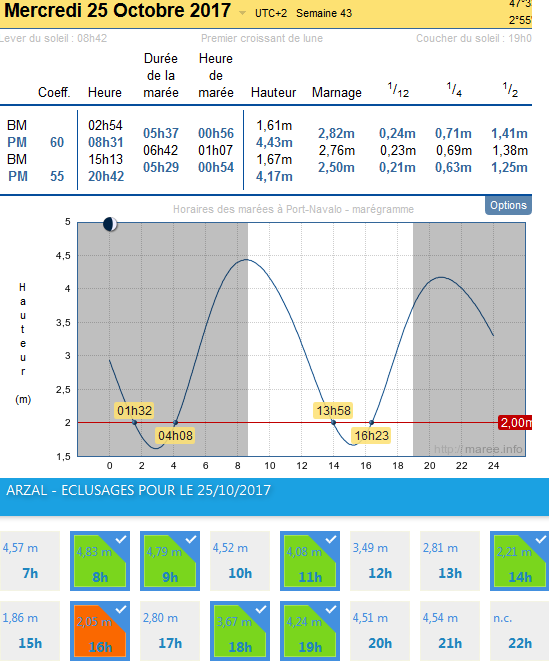 Mercredi 25 Octobre 2017 UTC+2 Semaine 43
47°3
2°55'
Lever du soleil : 08h42 Premier croissant de lune Coucher du soleil : 19h0
Coeff. Heure Durée de la marée Heure de marée Hauteur Marnage 1/12 1/4 1/2
BM 02h54 1,61m
05h37 00h56 2,82m 0,24m 0,71m 1,41m
PM 60 08h31 4,43m
06h42 01h07 2,76m 0,23m 0,69m 1,38m
BM 15h13 1,67m
05h29 00h54 2,50m 0,21m 0,63m 1,25m
PM 55 20h42 4,17m
Options
Horaires des marées à Port-Navalo - marégramme
Hauteur (m)
5
4,5
4
3,5
3
2,5
2
1,5
01h32 13h58
2,00m
04h08 16h23
http://maree.info
0 2 4 6 8 10 12 14 16 18 20 22 24
ARZAL - ECLUSAGES POUR LE 25/10/2017
4,57 m 4,83 m 4,79 m 4,52 m 4,08 m 3,49 m 2,81 m 2,21 m
7h 8h 9h 10h 11h 12h 13h 14h
1,86 m 2,05 m 2,80 m 3,67 m 4,24 m 4,51 m 4,54 m n.c.
15h 16h 17h 18h 19h 20h 21h 22h